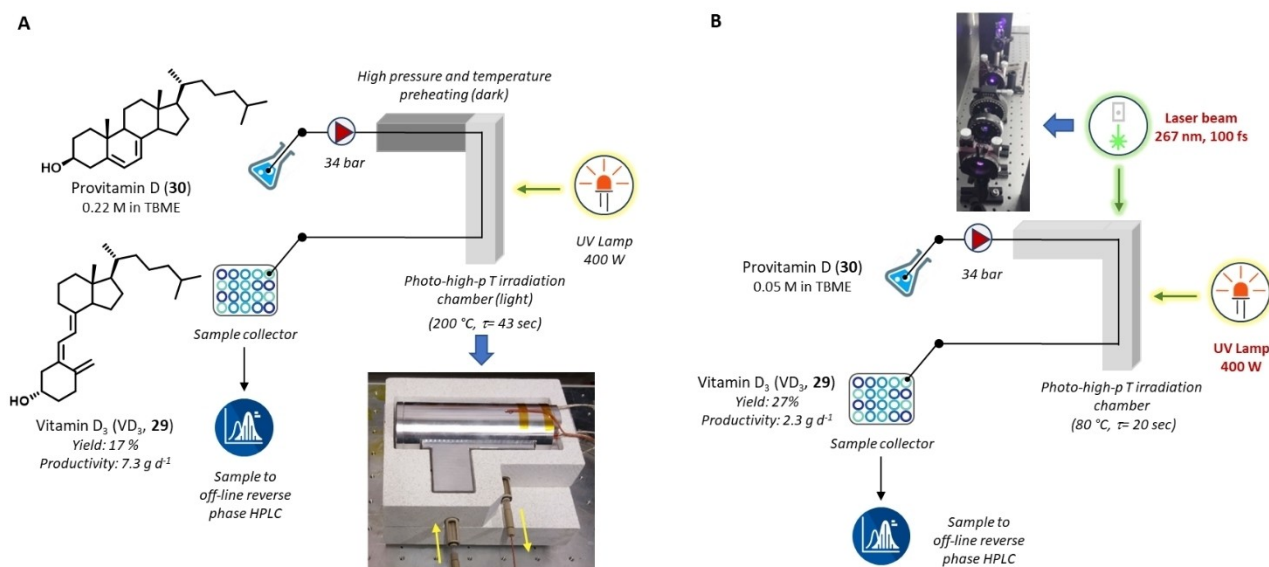 A
High pressure and temperature
preheating (dark)
HO
34 bar
Provitamin D (30)
0.22 M in TBME
UV Lamp
400 W
Photo-high-p T irradiation
chamber (light)
(200 °C, τ= 43 sec)
Sample collector
HO
Vitamin D₃ (VD₃, 29)
Yield: 17 %
Productivity: 7.3 g d⁻¹
Sample to
off-line reverse
phase HPLC
B
Laser beam
267 nm, 100 fs
Provitamin D (30)
0.05 M in TBME
34 bar
UV Lamp
400 W
Vitamin D₃ (VD₃, 29)
Yield: 27%
Productivity: 2.3 g d⁻¹
Photo-high-p T irradiation
chamber
(80 °C, τ= 20 sec)
Sample collector
Sample to
off-line reverse
phase HPLC